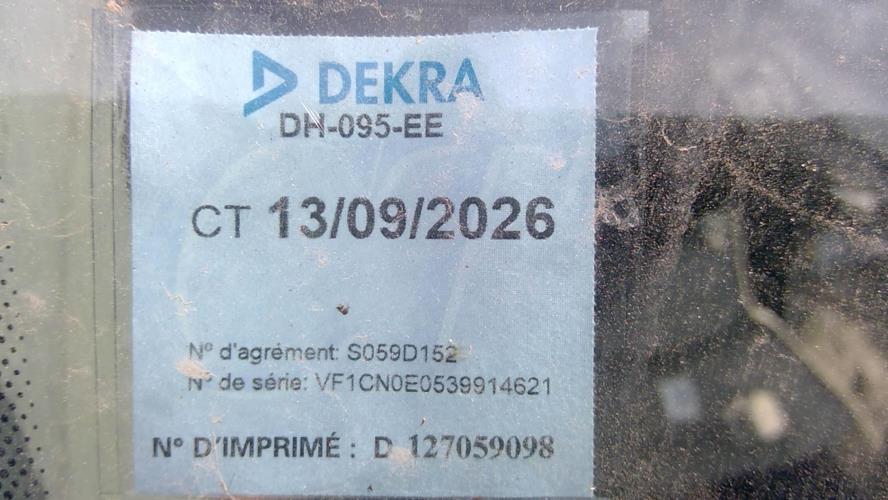 DEKRA
DH-095-EE
CT 13/09/2026
N° d'agrément: S059D152
N° de série: VF1CN0E0539914621
N° D'IMPRIMÉ : D 127059098